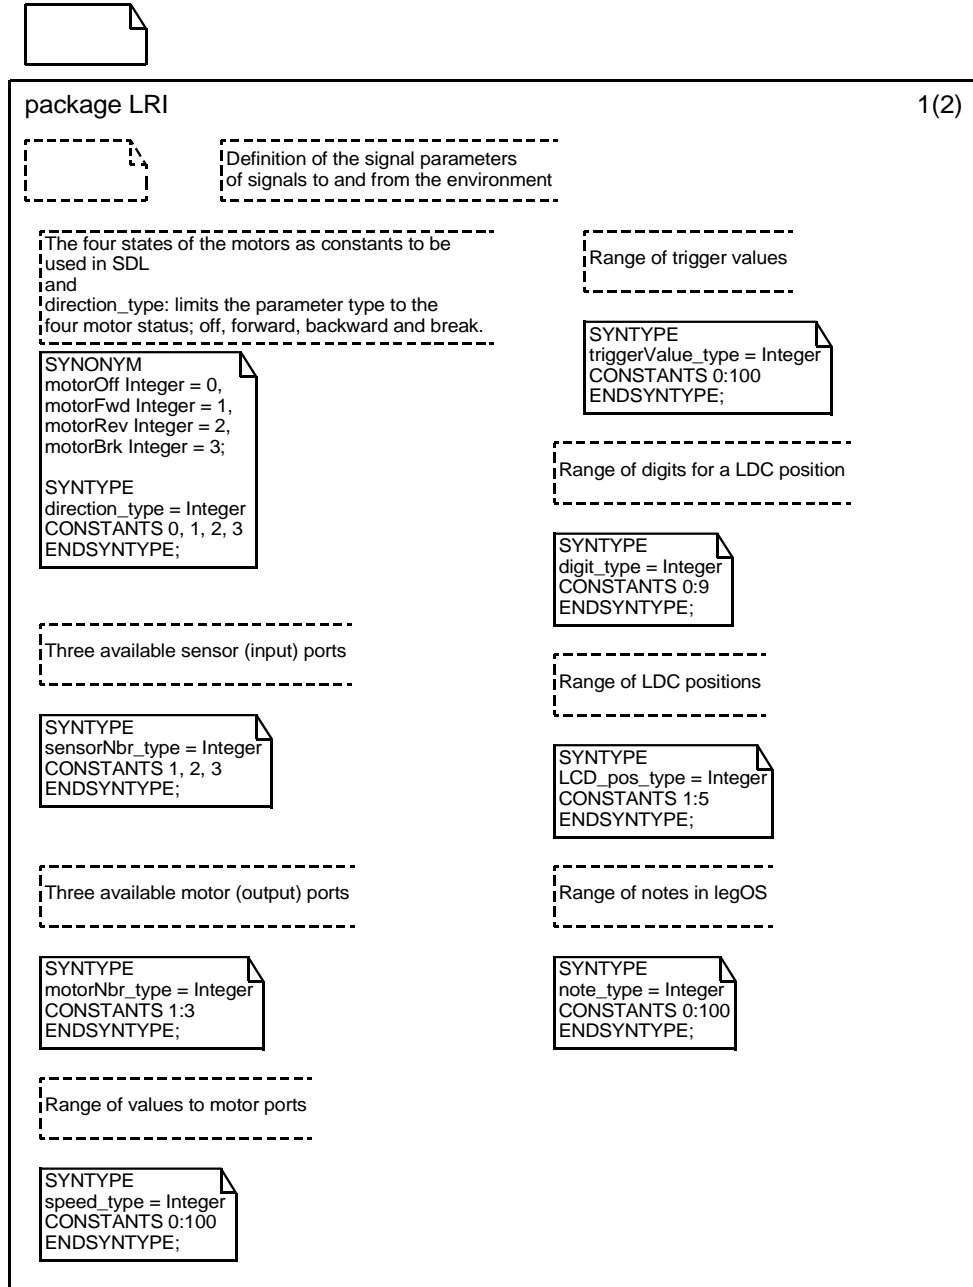 package LRI
1(2)
Definition of the signal parameters
of signals to and from the environment
The four states of the motors as constants to be
used in SDL
and
direction_type: limits the parameter type to the
four motor status; off, forward, backward and break.
SYNONYM
motorOff Integer = 0,
motorFwd Integer = 1,
motorRev Integer = 2,
motorBrk Integer = 3;
SYNTYPE
direction_type = Integer
CONSTANTS 0, 1, 2, 3
ENDSYNTYPE;
Three available sensor (input) ports
SYNTYPE
sensorNbr_type = Integer
CONSTANTS 1, 2, 3
ENDSYNTYPE;
Three available motor (output) ports
SYNTYPE
motorNbr_type = Integer
CONSTANTS 1:3
ENDSYNTYPE;
Range of values to motor ports
SYNTYPE
speed_type = Integer
CONSTANTS 0:100
ENDSYNTYPE;
Range of trigger values
SYNTYPE
triggerValue_type = Integer
CONSTANTS 0:100
ENDSYNTYPE;
Range of digits for a LDC position
SYNTYPE
digit_type = Integer
CONSTANTS 0:9
ENDSYNTYPE;
Range of LDC positions
SYNTYPE
LCD_pos_type = Integer
CONSTANTS 1:5
ENDSYNTYPE;
Range of notes in legOS
SYNTYPE
note_type = Integer
CONSTANTS 0:100
ENDSYNTYPE;